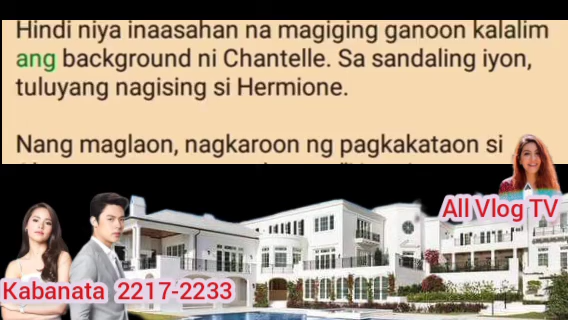 Hindi niya inaasahan na magiging ganoon kalalim
ang background ni Chantelle. Sa sandaling iyon,
tuluyang nagising si Hermione.
Nang maglaon, nagkaroon ng pagkakataon si
All Vlog TV
Kabanata 2217-2233